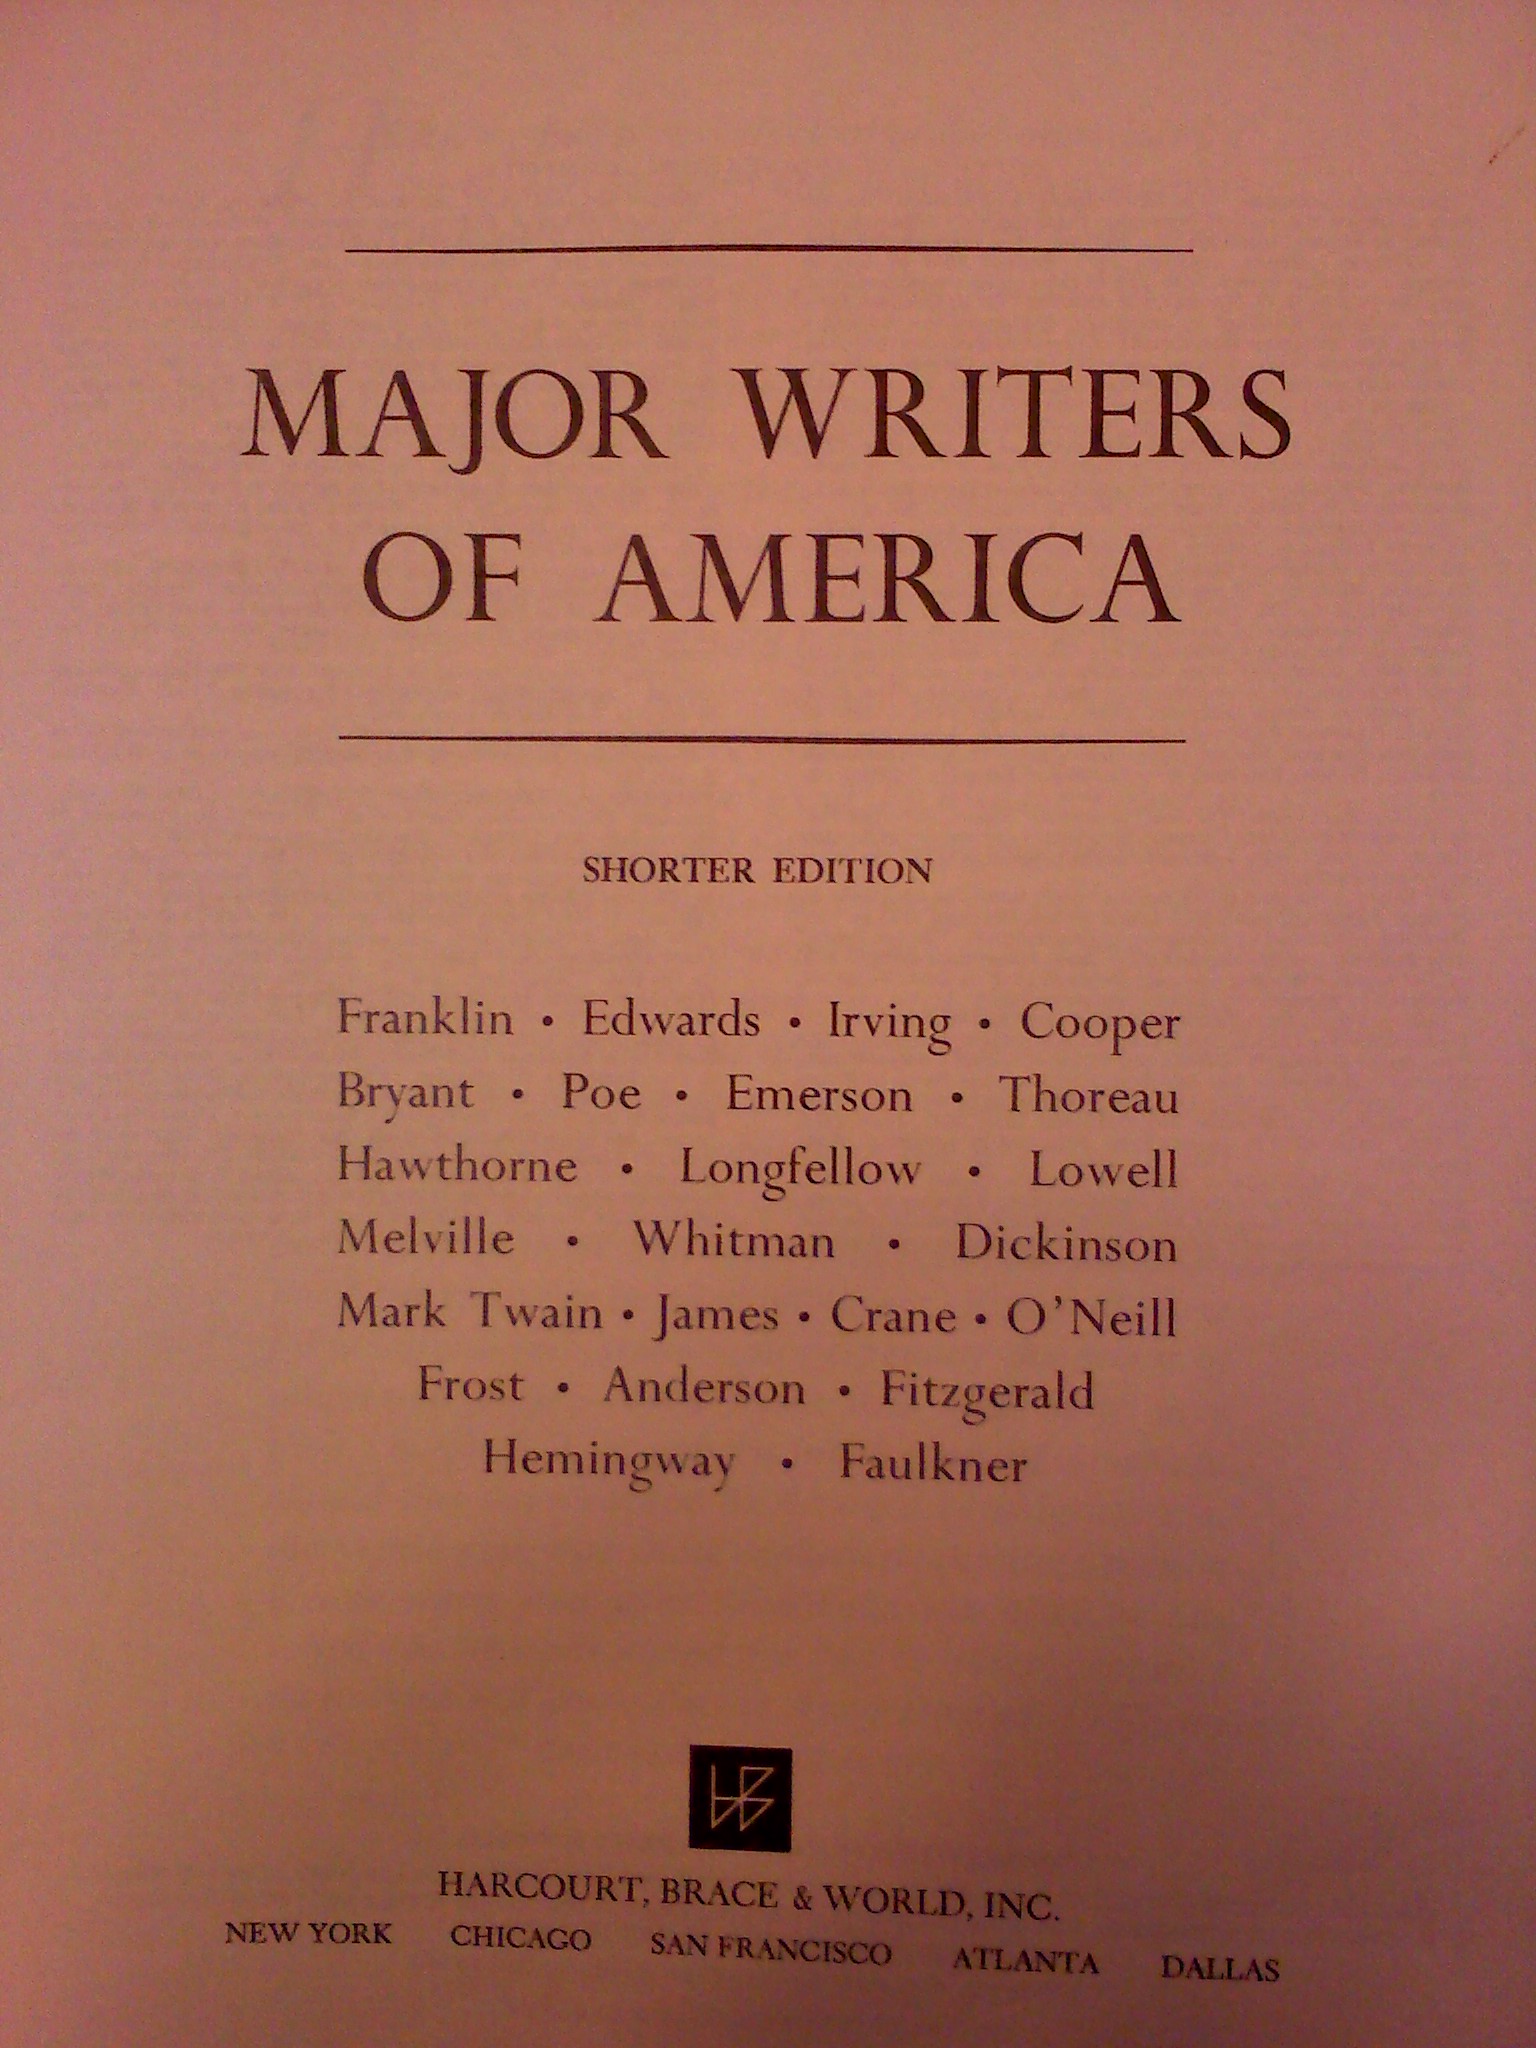 MAJOR WRITERS
OF AMERICA
SHORTER EDITION
Franklin • Edwards • Irving • Cooper
Bryant • Poe • Emerson • Thoreau
Hawthorne • Longfellow • Lowell
Melville • Whitman • Dickinson
Mark Twain • James • Crane • O'Neill
Frost • Anderson • Fitzgerald
Hemingway • Faulkner
HARCOURT, BRACE & WORLD, INC.
NEW YORK CHICAGO SAN FRANCISCO ATLANTA DALLAS